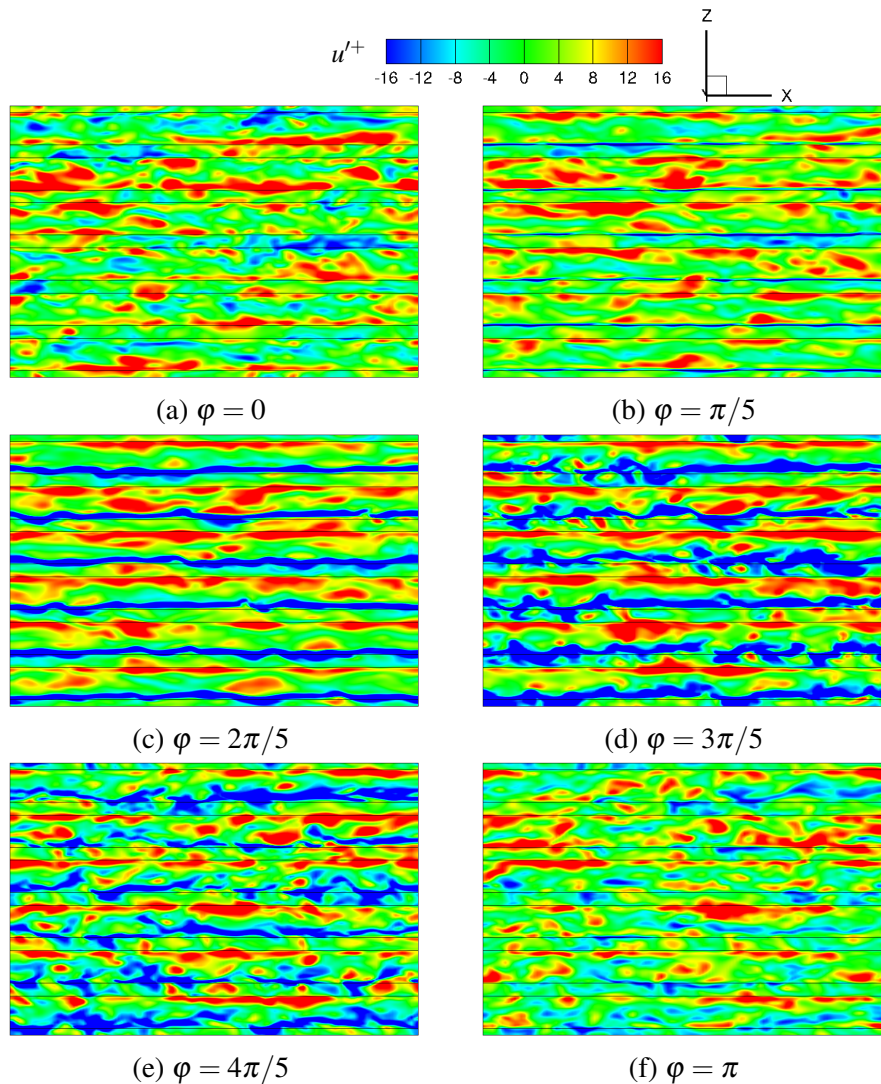 Z
u′+
-16 -12 -8 -4 0 4 8 12 16
Y X
(a) φ = 0
(b) φ = π/5
(c) φ = 2π/5
(d) φ = 3π/5
(e) φ = 4π/5
(f) φ = π